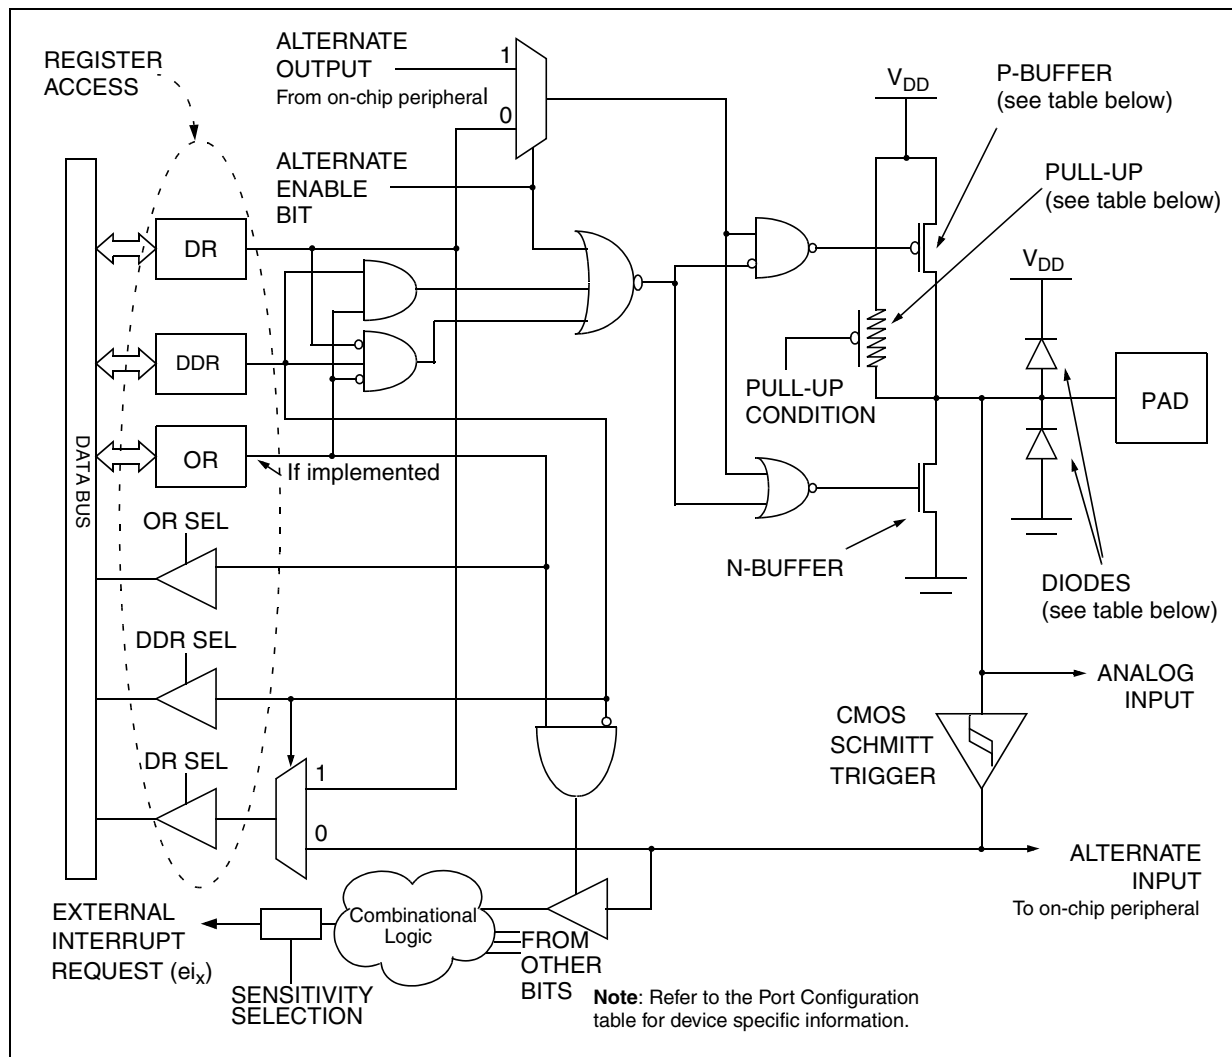 REGISTER
ACCESS
ALTERNATE
OUTPUT
From on-chip peripheral
1
0
ALTERNATE
ENABLE
BIT
VDD
P-BUFFER
(see table below)
PULL-UP
(see table below)
VDD
DR
DDR
OR
If implemented
DATA BUS
PULL-UP
CONDITION
PAD
OR SEL
N-BUFFER
DIODES
(see table below)
DDR SEL
ANALOG
INPUT
CMOS
SCHMITT
TRIGGER
DR SEL
1
0
ALTERNATE
INPUT
To on-chip peripheral
EXTERNAL
INTERRUPT
REQUEST (eix)
Combinational
Logic
FROM
OTHER
BITS
SENSITIVITY
SELECTION
Note: Refer to the Port Configuration
table for device specific information.